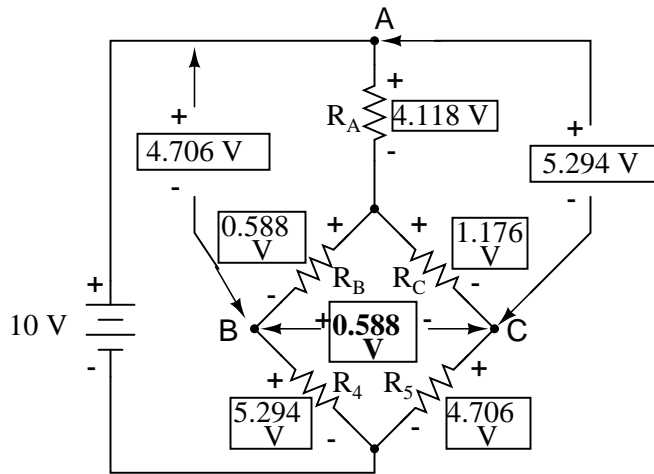 A
+
+
+
R_A
4.118 V
4.706 V
5.294 V
-
-
-
0.588
V
+
+
1.176
V
R_B
R_C
-
-
+
10 V
B
+
0.588
V
-
C
-
+
R_4
R_5
+
5.294
V
4.706
V
-
-